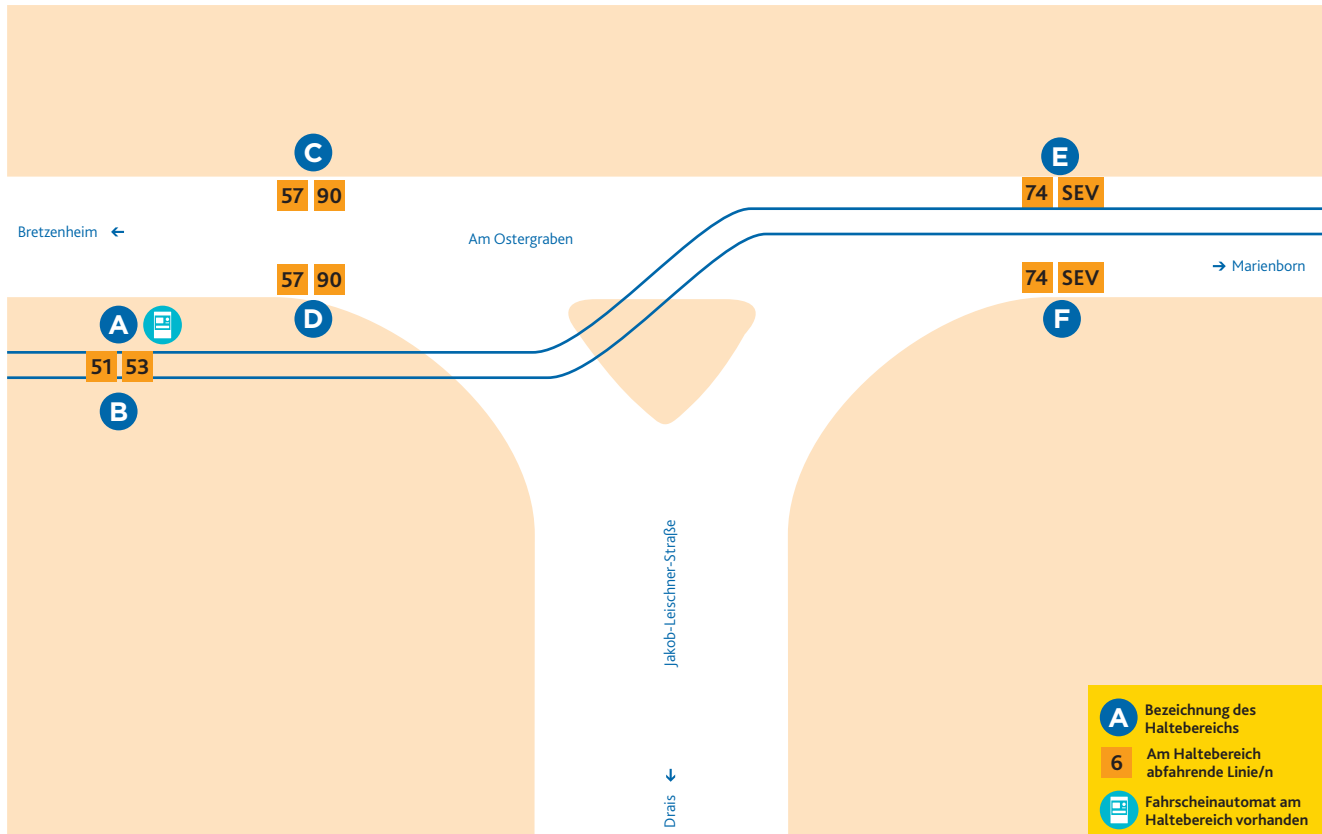 C
57 90
E
74 SEV
Bretzenheim ←
Am Ostergraben
57 90
D
74 SEV
F
→ Marienborn
A
51 53
B
Jakob-Leischner-Straße
Drais ←
A Bezeichnung des
Haltebereichs
6 Am Haltebereich
abfahrende Linie/n
Fahrscheinautomat am
Haltebereich vorhanden